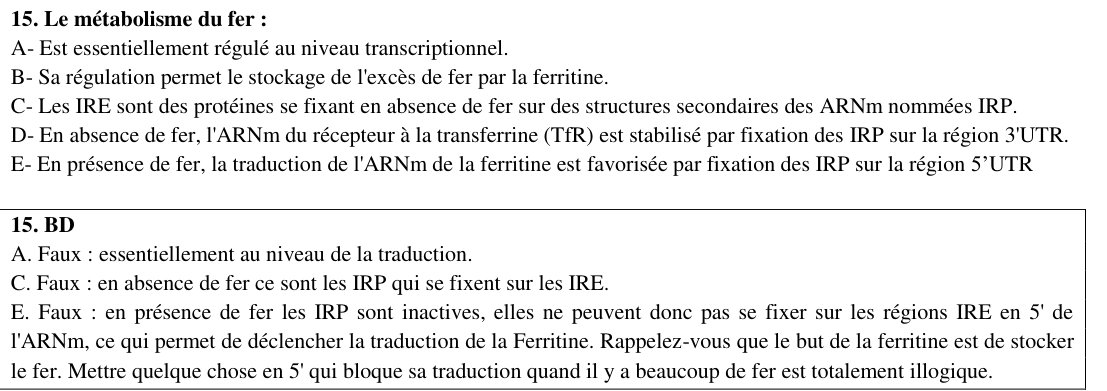 15. Le métabolisme du fer :
A- Est essentiellement régulé au niveau transcriptionnel.
B- Sa régulation permet le stockage de l'excès de fer par la ferritine.
C- Les IRE sont des protéines se fixant en absence de fer sur des structures secondaires des ARNm nommées IRP.
D- En absence de fer, l'ARNm du récepteur à la transferrine (TfR) est stabilisé par fixation des IRP sur la région 3'UTR.
E- En présence de fer, la traduction de l'ARNm de la ferritine est favorisée par fixation des IRP sur la région 5’UTR
15. BD
A. Faux : essentiellement au niveau de la traduction.
C. Faux : en absence de fer ce sont les IRP qui se fixent sur les IRE.
E. Faux : en présence de fer les IRP sont inactives, elles ne peuvent donc pas se fixer sur les régions IRE en 5' de
l'ARNm, ce qui permet de déclencher la traduction de la Ferritine. Rappelez-vous que le but de la ferritine est de stocker
le fer. Mettre quelque chose en 5' qui bloque sa traduction quand il y a beaucoup de fer est totalement illogique.